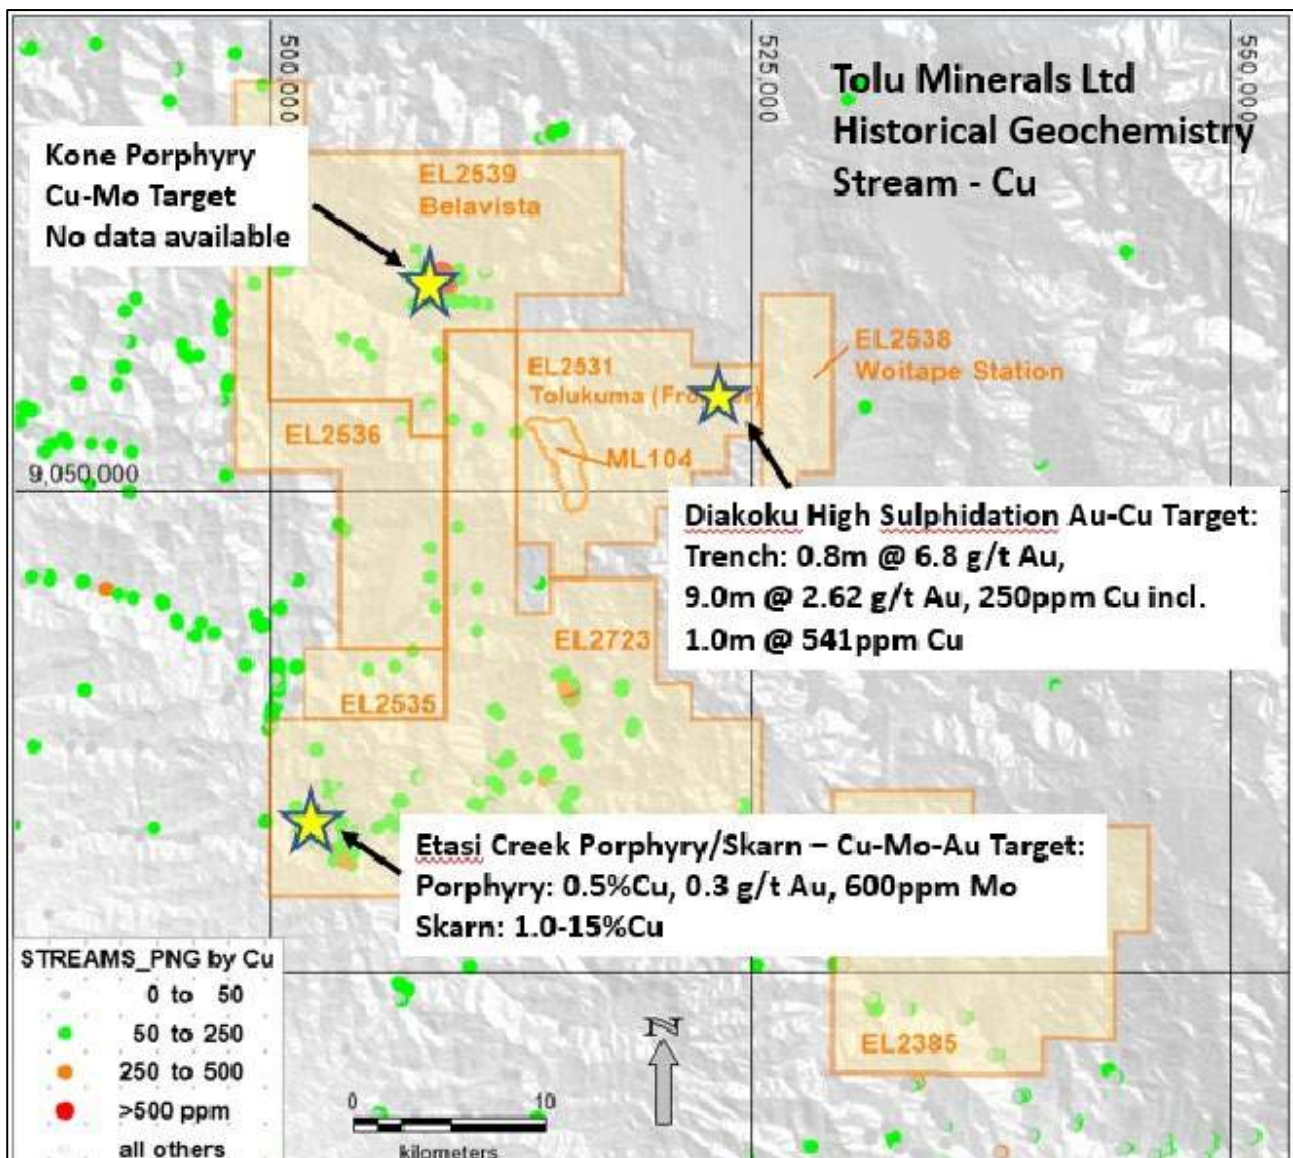 500,000
525,000
550,000
Tolu Minerals Ltd
Historical Geochemistry
Stream - Cu
Kone Porphyry
Cu-Mo Target
No data available
EL2539
Belavista
EL2538
Woitape Station
EL2531
Tolukuma (Fro
r)
EL2536
ML104
9,050,000
Diakoku High Sulphidation Au-Cu Target:
Trench: 0.8m @ 6.8 g/t Au,
9.0m @ 2.62 g/t Au, 250ppm Cu incl.
1.0m @ 541ppm Cu
EL2723
EL2535
Etasi Creek Porphyry/Skarn – Cu-Mo-Au Target:
Porphyry: 0.5%Cu, 0.3 g/t Au, 600ppm Mo
Skarn: 1.0-15%Cu
EL2385
STREAMS_PNG by Cu
0 to 50
50 to 250
250 to 500
>500 ppm
all others
N
0 10
kilometers